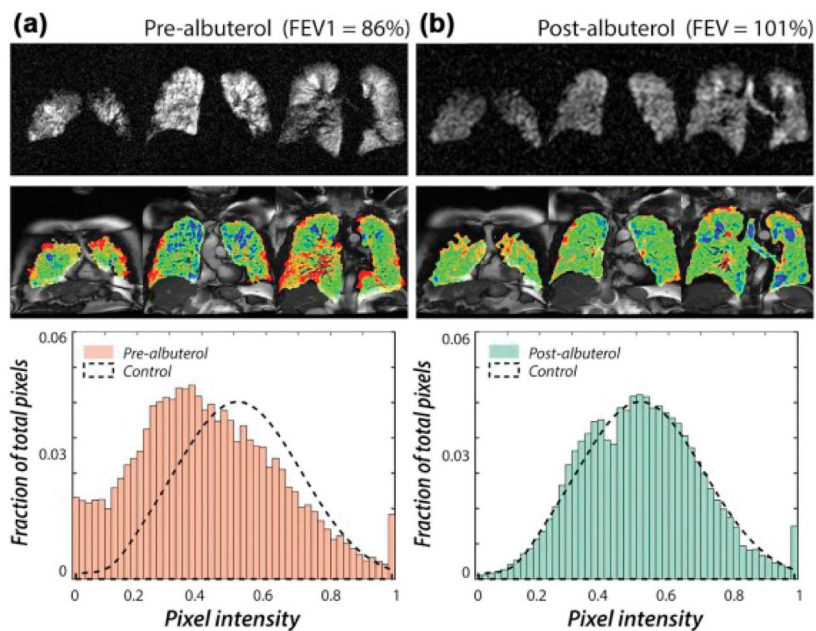 (a) Pre-albuterol (FEV1 = 86%)
(b) Post-albuterol (FEV = 101%)
0.06
Pre-albuterol
Control
0.03
0
Fraction of total pixels
0 0.2 0.4 0.6 0.8 1
Pixel intensity
0.06
Post-albuterol
Control
0.03
0
Fraction of total pixels
0 0.2 0.4 0.6 0.8 1
Pixel intensity